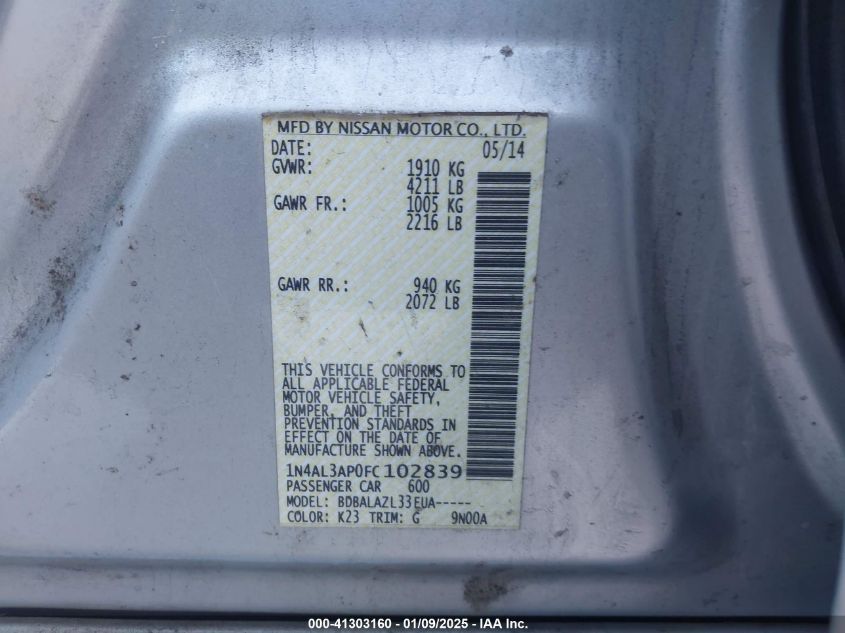 MFD BY NISSAN MOTOR CO., LTD.
DATE: 05/14
GVWR: 1910 KG
4211 LB
GAWR FR.: 1005 KG
2216 LB
GAWR RR.: 940 KG
2072 LB
THIS VEHICLE CONFORMS TO
ALL APPLICABLE FEDERAL
MOTOR VEHICLE SAFETY,
BUMPER, AND THEFT
PREVENTION STANDARDS IN
EFFECT ON THE DATE OF
MANUFACTURE SHOWN ABOVE.
1N4AL3AP0FC102839
PASSENGER CAR 600
MODEL: BDBALAZL33EUA-----
COLOR: K23 TRIM: G 9N00A
000-41303160 - 01/09/2025 - IAA Inc.